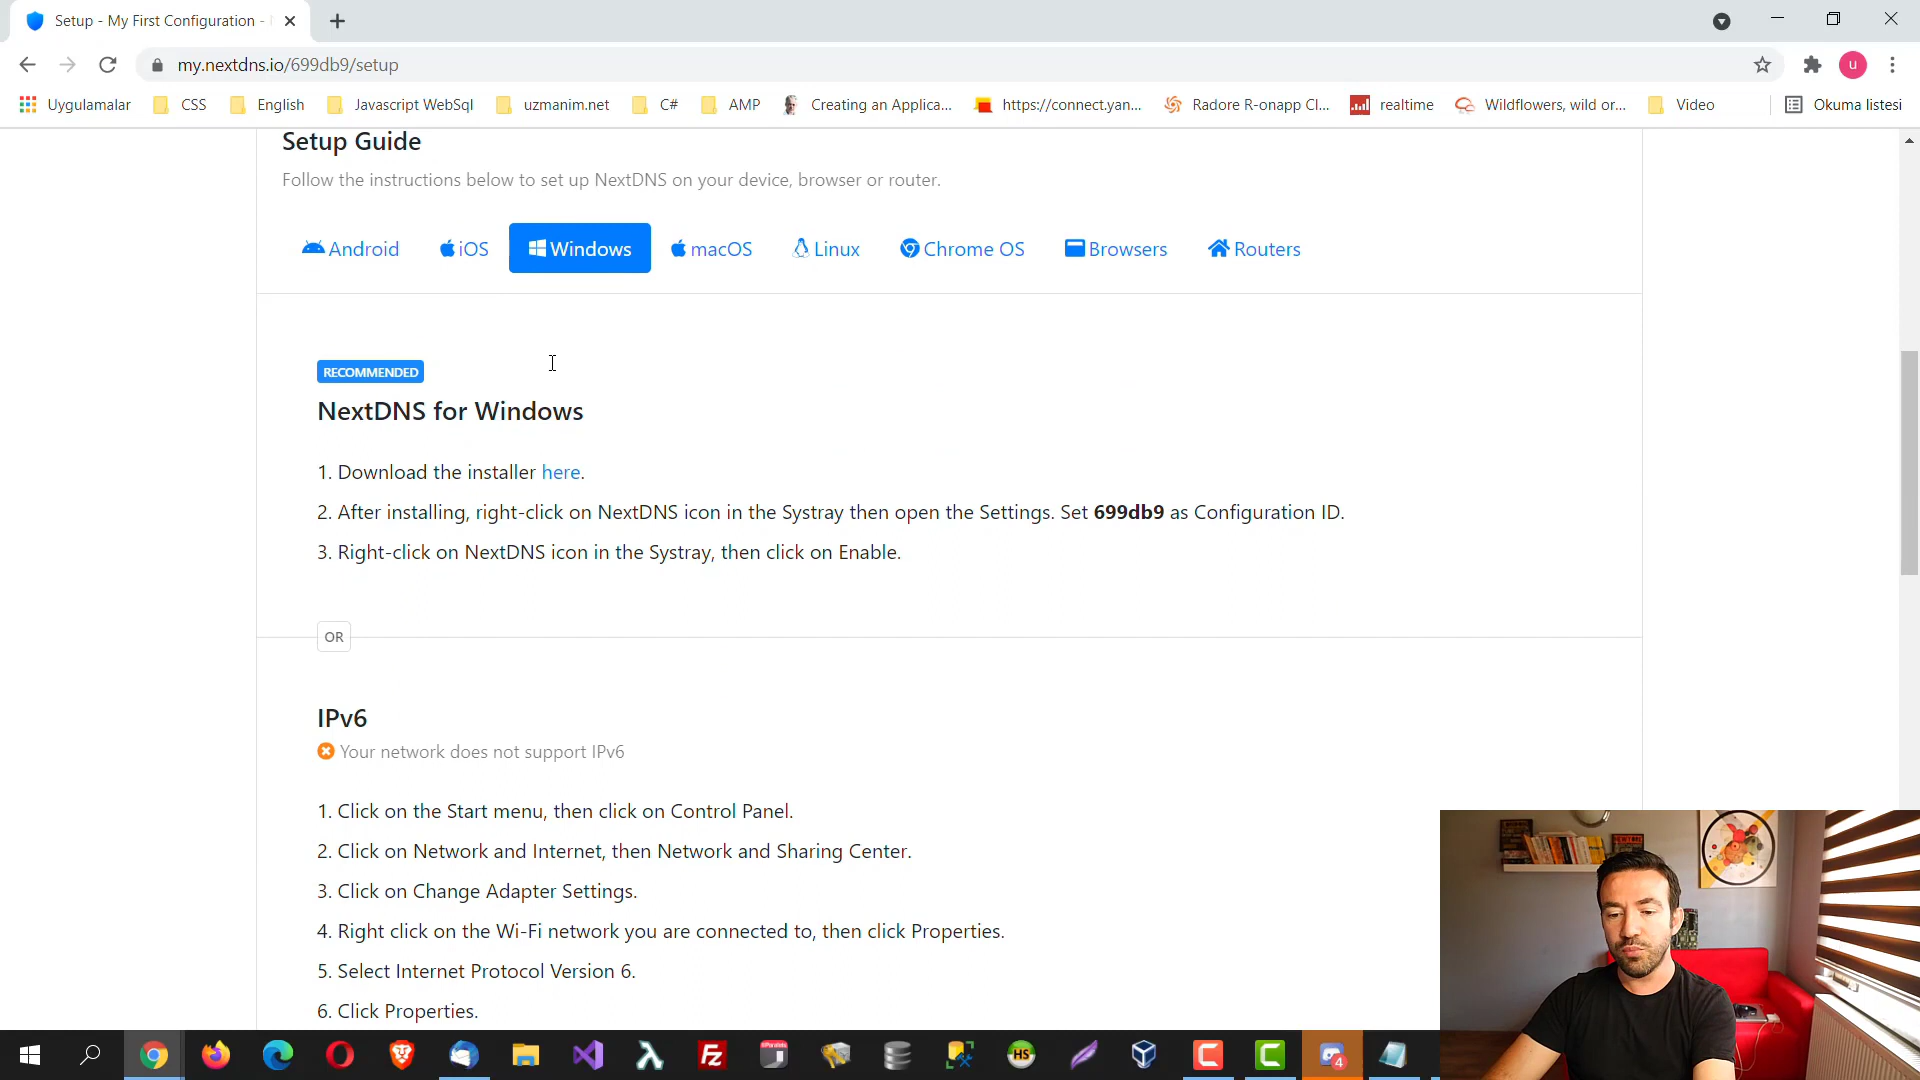 Setup - My First Configuration -
my.nextdns.io/699db9/setup
u
Uygulamalar
CSS
English
Javascript WebSql
uzmanim.net
C#
AMP
Creating an Applica...
https://connect.yan...
Radore R-onapp Cl...
realtime
Wildflowers, wild or...
Video
Okuma listesi
Setup Guide
Follow the instructions below to set up NextDNS on your device, browser or router.
Android
iOS
Windows
macOS
Linux
Chrome OS
Browsers
Routers
RECOMMENDED
NextDNS for Windows
1. Download the installer here.
2. After installing, right-click on NextDNS icon in the Systray then open the Settings. Set 699db9 as Configuration ID.
3. Right-click on NextDNS icon in the Systray, then click on Enable.
OR
IPv6
Your network does not support IPv6
1. Click on the Start menu, then click on Control Panel.
2. Click on Network and Internet, then Network and Sharing Center.
3. Click on Change Adapter Settings.
4. Right click on the Wi-Fi network you are connected to, then click Properties.
5. Select Internet Protocol Version 6.
6. Click Properties.
Fz
HS
C
C
4